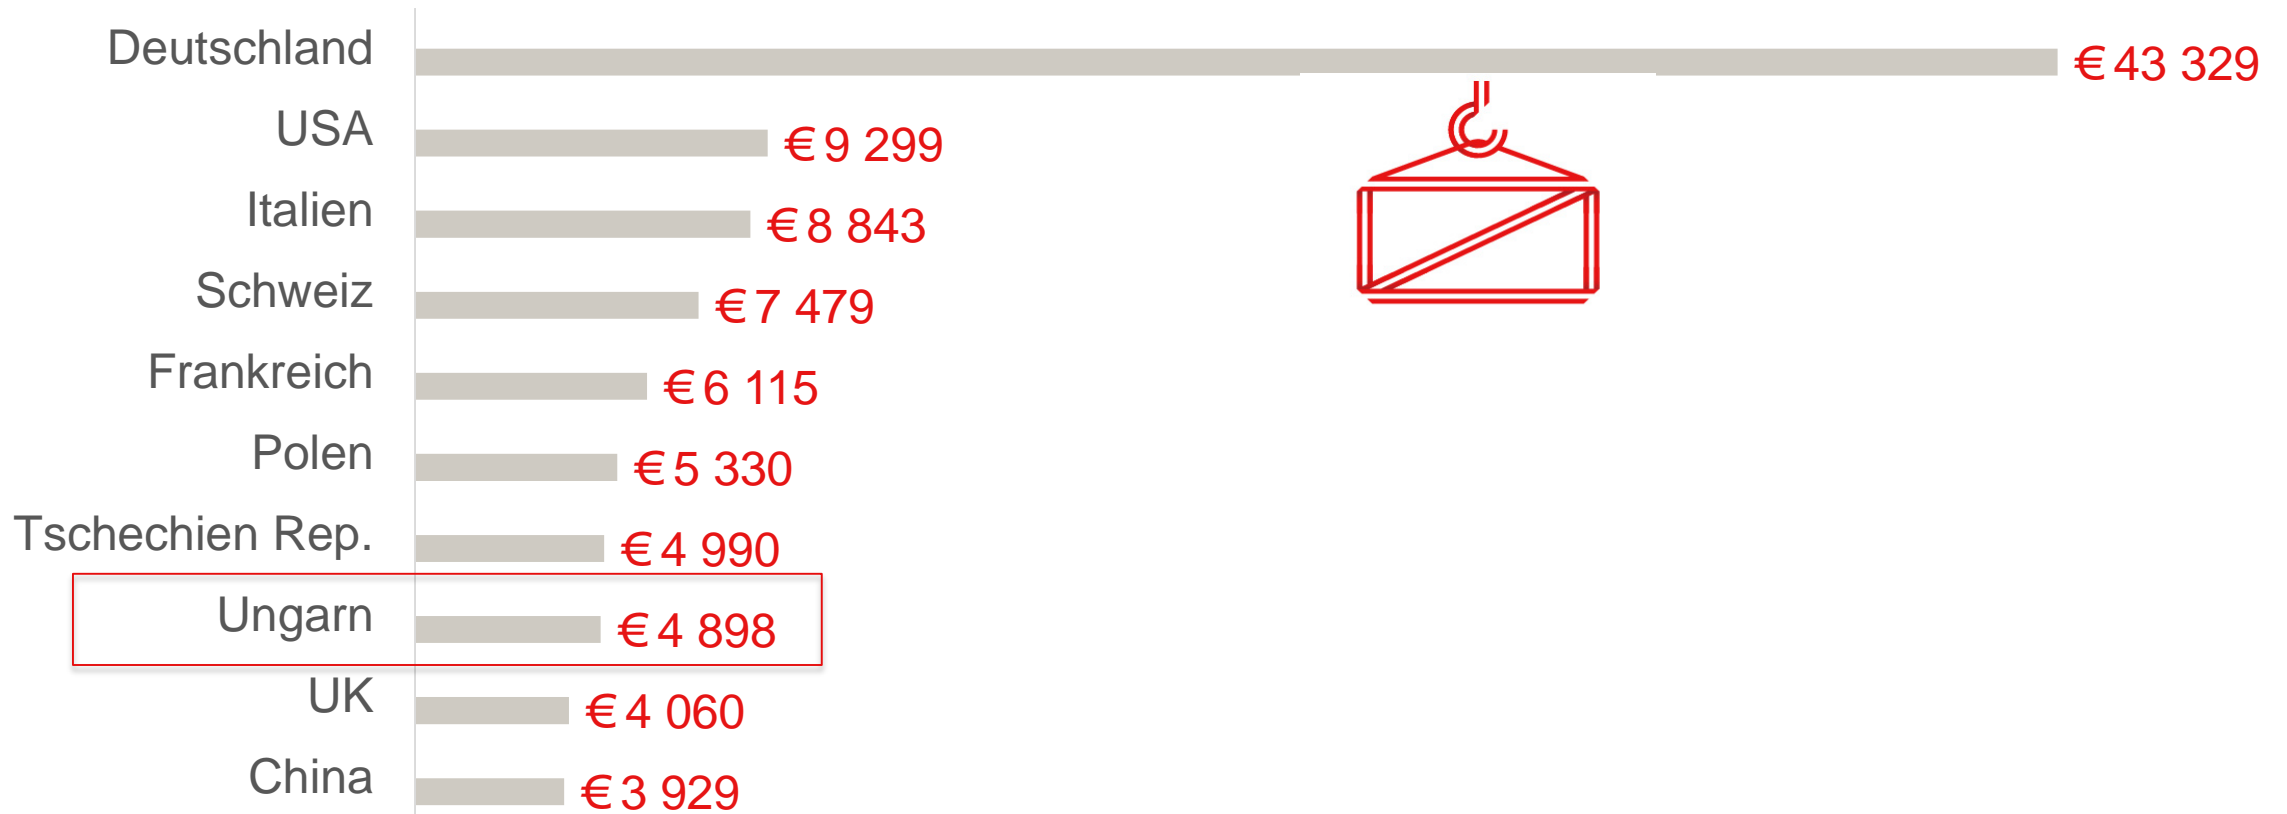 Deutschland € 43 329
USA € 9 299
Italien € 8 843
Schweiz € 7 479
Frankreich € 6 115
Polen € 5 330
Tschechien Rep. € 4 990
Ungarn € 4 898
UK € 4 060
China € 3 929